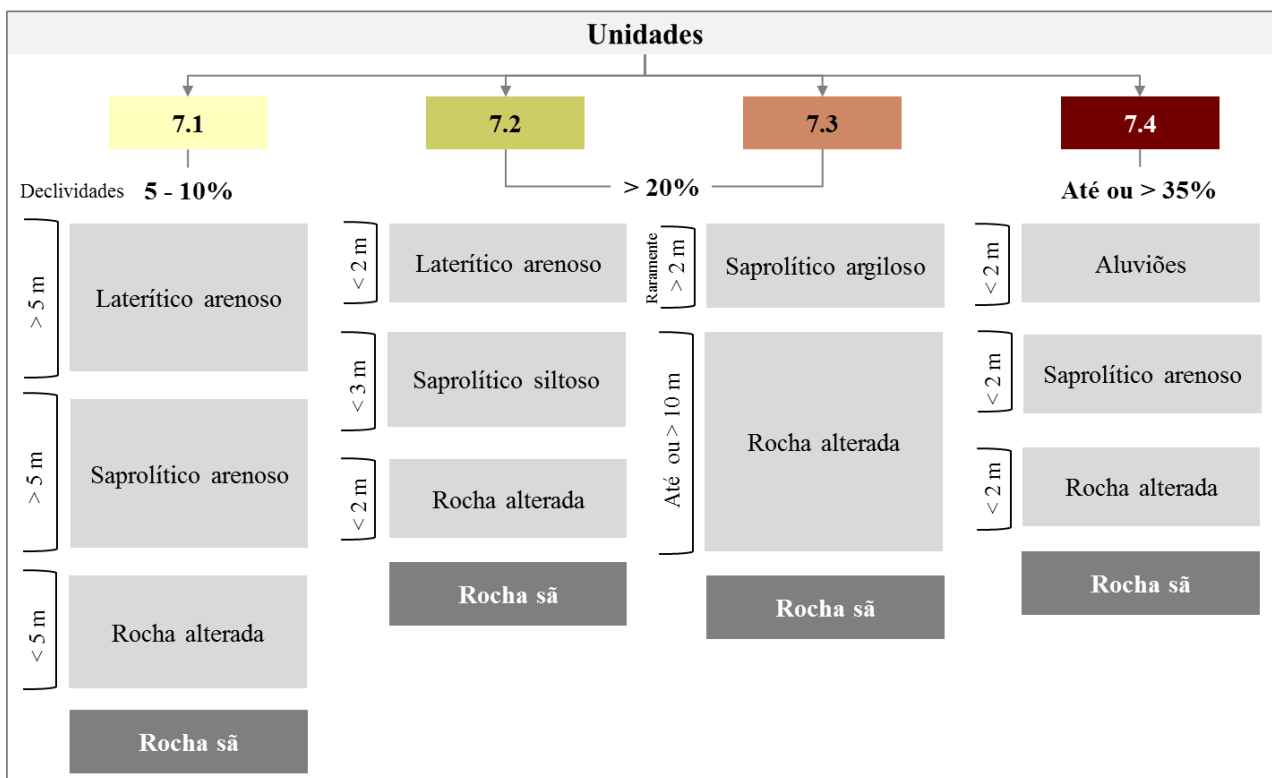 Unidades
7.1
7.2
7.3
7.4
Declividades
5 - 10%
> 20%
Até ou > 35%
> 5 m
Laterítico arenoso
> 5 m
Saprolítico arenoso
< 5 m
Rocha alterada
Rocha sã
< 2 m
Laterítico arenoso
< 3 m
Saprolítico siltoso
< 2 m
Rocha alterada
Rocha sã
Raramente
> 2 m
Saprolítico argiloso
Até ou > 10 m
Rocha alterada
Rocha sã
< 2 m
Aluviões
< 2 m
Saprolítico arenoso
< 2 m
Rocha alterada
Rocha sã